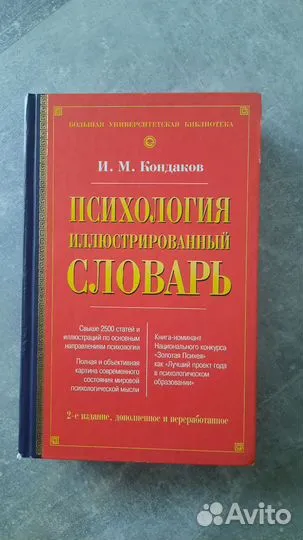 БОЛЬШАЯ УНИВЕРСИТЕТСКАЯ БИБЛИОТЕКА
И. М. Кондаков
ПСИХОЛОГИЯ
ИЛЛЮСТРИРОВАННЫЙ
СЛОВАРЬ
Свыше 2500 статей и
иллюстраций по основным
направлениям психологии
Полная и объективная
картина современного
состояния мировой
психологической мысли
Книга-номинант
Национального конкурса
«Золотая Психея»
как «Лучший проект года
в психологическом
образовании»
2-е издание, дополненное и переработанное
Avito